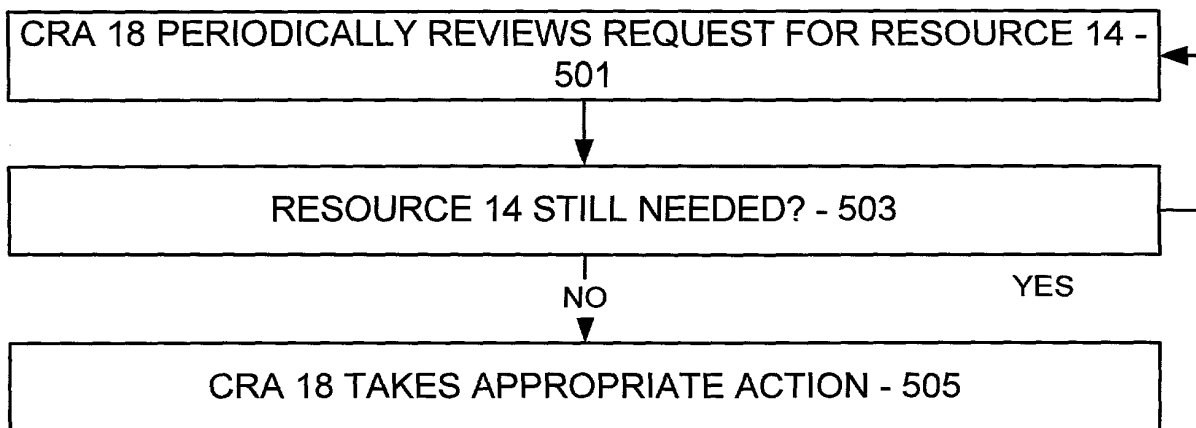 CRA 18 PERIODICALLY REVIEWS REQUEST FOR RESOURCE 14 -
501
RESOURCE 14 STILL NEEDED? - 503
NO
YES
CRA 18 TAKES APPROPRIATE ACTION - 505